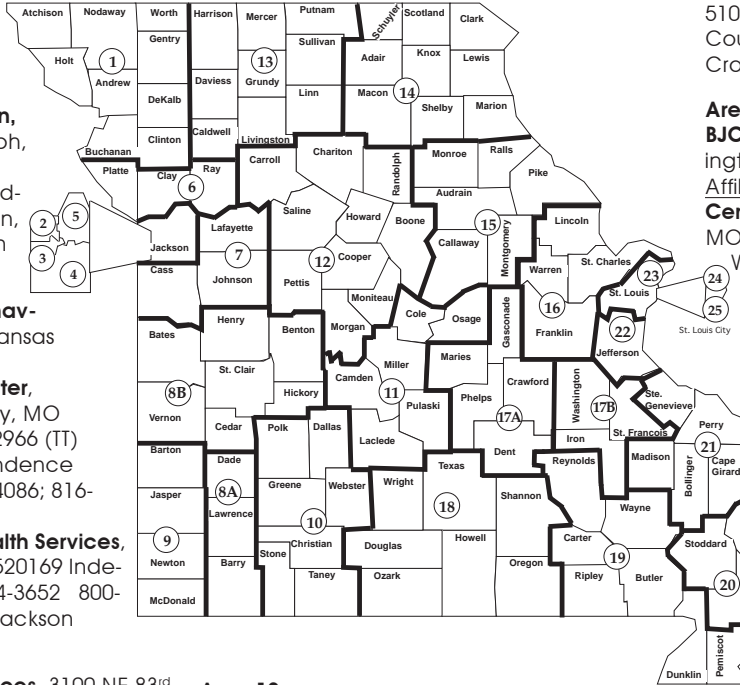 Atchison Nodaway Worth Harrison Mercer Putnam Schuyler Scotland Clark
Gentry Sullivan Adair Knox Lewis
Holt 1 Andrew Daviess 13 Grundy Linn Macon 14
DeKalb Shelby Marion
Clinton Caldwell Livingston
Buchanan Carroll Chariton Randolph Monroe Ralls
Platte Clay Ray Pike
6 Audrain
Saline Howard Boone Lincoln
2 5 Lafayette 15
Callaway Montgomery
Jackson 7 12 Cooper Warren St. Charles
3 4 Cass Johnson Pettis 23 24
Moniteau Cole Osage Gasconade 16 St. Louis 25
Henry Benton Morgan Franklin 22 St. Louis City
Bates Maries Jefferson
St. Clair Camden Miller Crawford Washington
8B Hickory 11 Phelps Ste. Genevieve
Vernon Pulaski 17A 17B
Cedar Polk Dallas Laclede St. Francois Perry
Barton Dent Iron 21
Dade Texas Reynolds Madison Bollinger Cape Girard
Jasper 8A Greene Webster Wright Shannon
Lawrence 18 Wayne
9 10 Christian Carter Stoddard
Newton Barry Stone Douglas Howell 19
Taney Ozark Oregon Ripley Butler 20
McDonald
Dunklin Pemiscot
n,
ph,
d-
n,
n
nav-
ansas
ter,
y, MO
2966 (TT)
ndence
4086; 816-
alth Services,
520169 Inde-
4-3652 800-
ackson
3100 NE 83rd
510
Cou
Cra
Are
BJC
ingt
Affil
Cen
MO